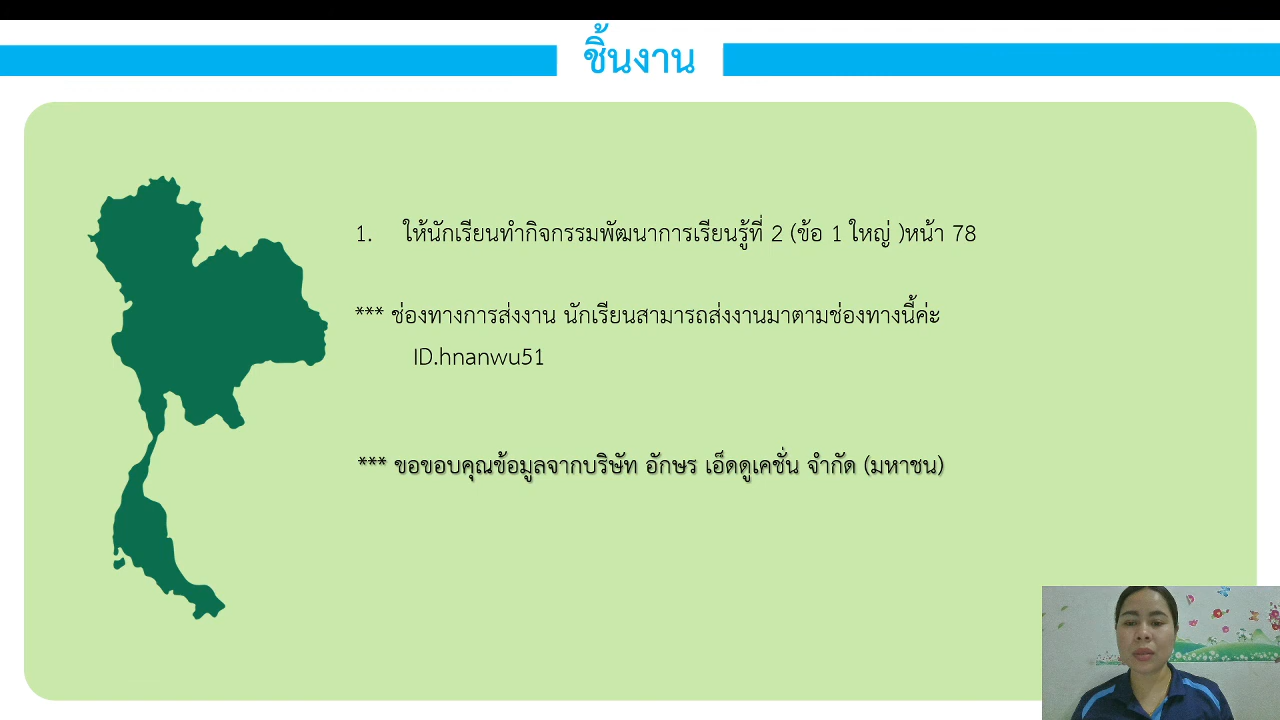 ชิ้นงาน
1. ให้นักเรียนทำกิจกรรมพัฒนาการเรียนรู้ที่ 2 (ข้อ 1 ใหญ่ )หน้า 78
*** ช่องทางการส่งงาน นักเรียนสามารถส่งงานมาตามช่องทางนี้ค่ะ
ID.hnanwu51
*** ขอขอบคุณข้อมูลจากบริษัท อักษร เอ็ดดูเคชั่น จำกัด (มหาชน)